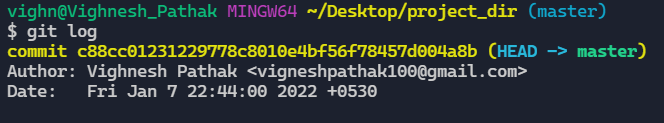 vighn@Vighnesh_Pathak MINGW64 ~/Desktop/project_dir (master)
$ git log
commit c88cc01231229778c8010e4bf56f78457d004a8b (HEAD -> master)
Author: Vighnesh Pathak <vigneshpathak100@gmail.com>
Date:   Fri Jan 7 22:44:00 2022 +0530